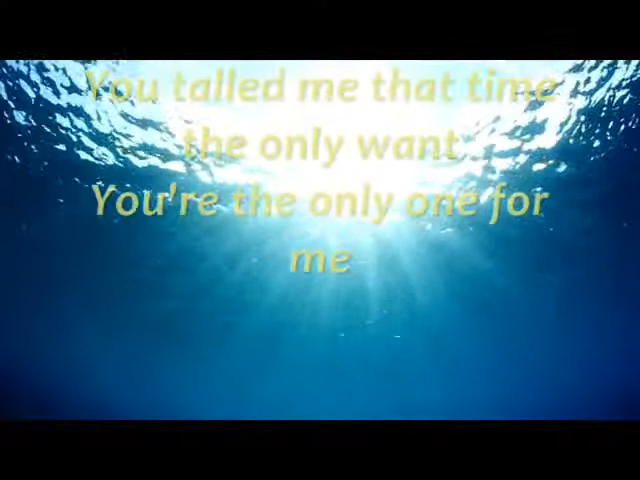 You talled me that time
the only want
You're the only one for
me